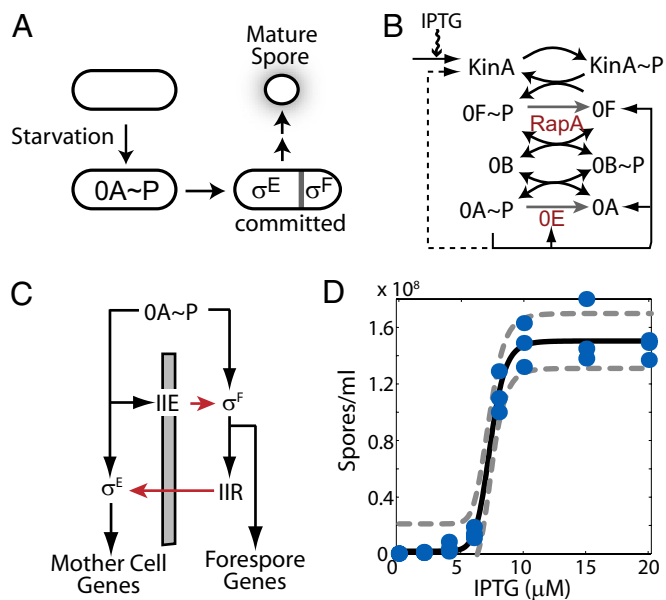 A
Mature
Spore
Starvation
0A~P
σE
σF
committed
B
IPTG
KinA
KinA~P
0F~P
0F
RapA
0B
0B~P
0A~P
0A
0E
C
0A~P
IIE
σF
σE
IIR
Mother Cell
Genes
Forespore
Genes
D
x 10⁸
1.6
1.2
0.8
0.4
0
0
5
10
15
20
Spores/ml
IPTG (μM)